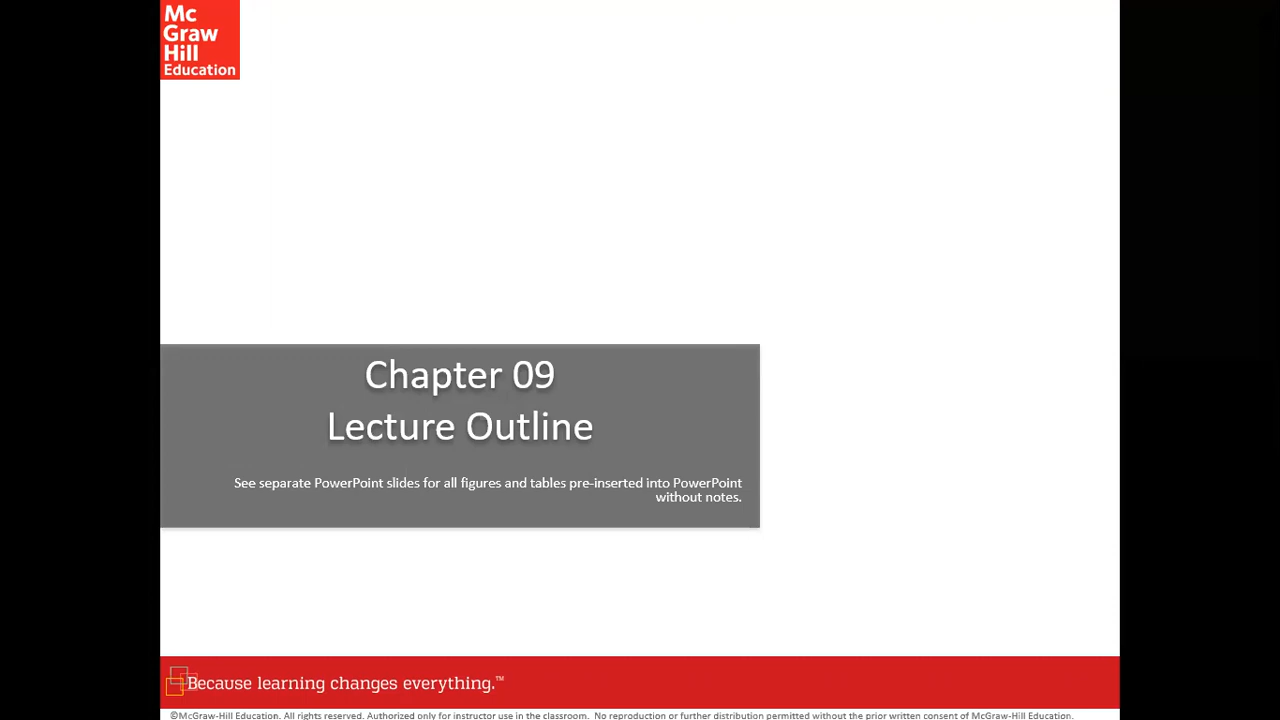 Mc
Graw
Hill
Education
Chapter 09
Lecture Outline
See separate PowerPoint slides for all figures and tables pre-inserted into PowerPoint
without notes.
Because learning changes everything.™
©McGraw-Hill Education. All rights reserved. Authorized only for instructor use in the classroom. No reproduction or further distribution permitted without the prior written consent of McGraw-Hill Education.